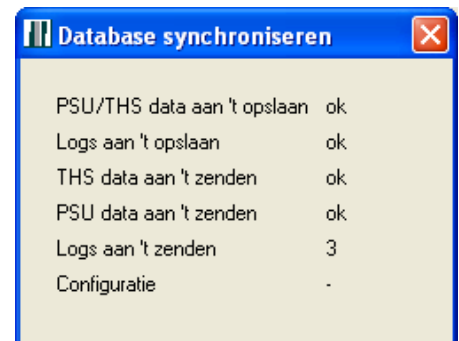 Database synchroniseren
PSU/THS data aan 't opslaan ok
Logs aan 't opslaan ok
THS data aan 't zenden ok
PSU data aan 't zenden ok
Logs aan 't zenden 3
Configuratie -